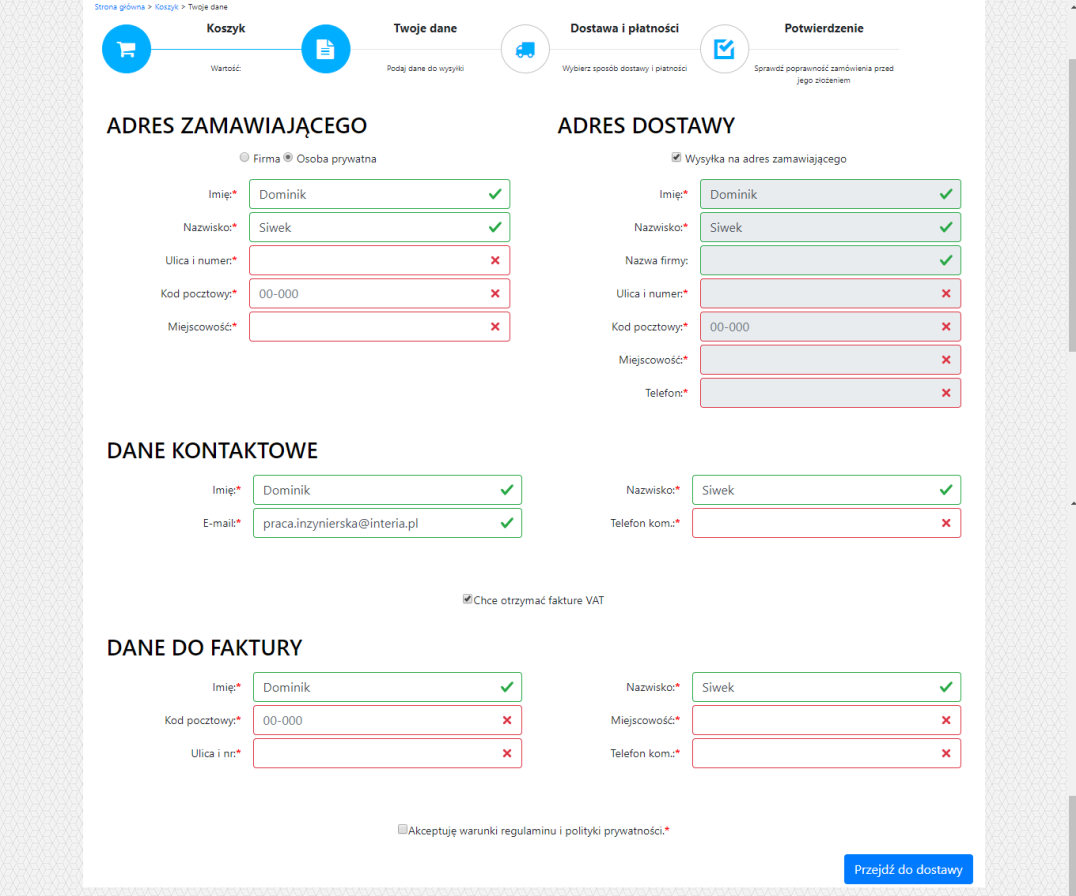 Strona główna > Koszyk > Twoje dane
Koszyk
Wartość:
Twoje dane
Podaj dane do wysyłki
Dostawa i płatności
Wybierz sposób dostawy i płatności
Potwierdzenie
Sprawdź poprawność zamówienia przed
jego złożeniem
ADRES ZAMAWIAJĄCEGO
Firma Osoba prywatna
Imię:* Dominik
Nazwisko:* Siwek
Ulica i numer:*
Kod pocztowy:* 00-000
Miejscowość:*
ADRES DOSTAWY
Wysyłka na adres zamawiającego
Imię:* Dominik
Nazwisko:* Siwek
Nazwa firmy:
Ulica i numer:*
Kod pocztowy:* 00-000
Miejscowość:*
Telefon:*
DANE KONTAKTOWE
Imię:* Dominik
Nazwisko:* Siwek
E-mail:* praca.inzynierska@interia.pl
Telefon kom.:*
Chce otrzymać fakture VAT
DANE DO FAKTURY
Imię:* Dominik
Nazwisko:* Siwek
Kod pocztowy:* 00-000
Miejscowość:*
Ulica i nr:*
Telefon kom.:*
Akceptuję warunki regulaminu i polityki prywatności.*
Przejdź do dostawy